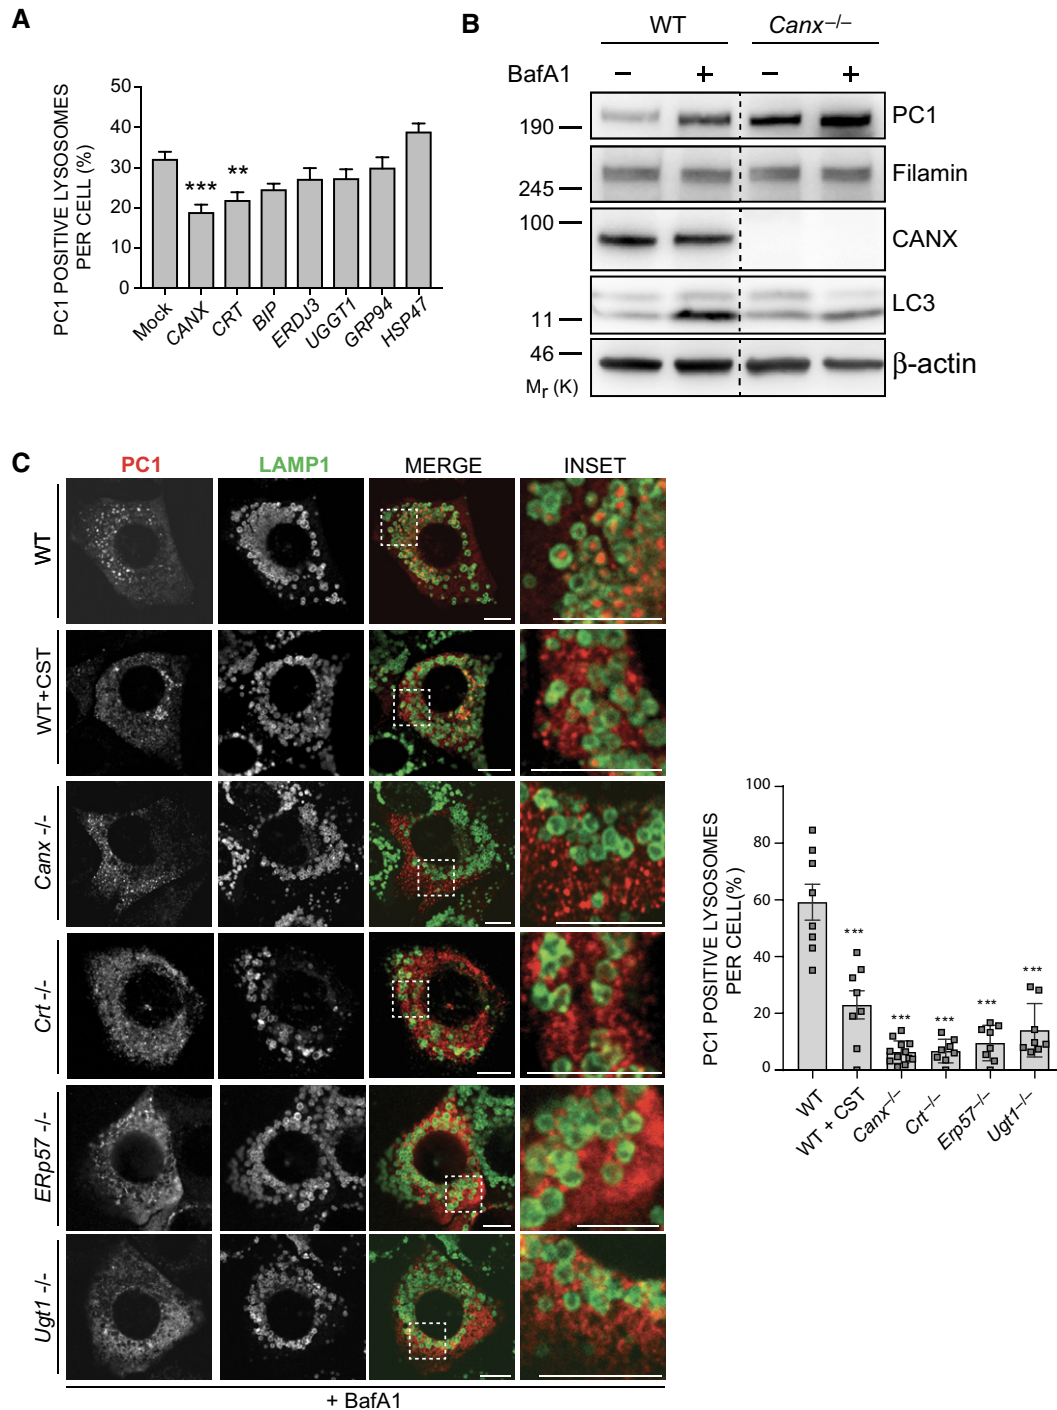 A
PC1 POSITIVE LYSOSOMES
PER CELL (%)
50
40
30
20
10
0
***
**
Mock
CANX
CRT
BIP
ERDJ3
UGGT1
GRP94
HSP47
B
WT
Canx–/–
BafA1
− + − +
190
PC1
245
Filamin
100
CANX
11
LC3
46
β-actin
Mr (K)
C
PC1
LAMP1
MERGE
INSET
WT
WT+CST
Canx -/-
Crt -/-
ERp57 -/-
Ugt1 -/-
+ BafA1
PC1 POSITIVE LYSOSOMES
PER CELL(%)
100
80
60
40
20
0
***
***
***
***
***
WT
WT + CST
Canx–/–
Crt–/–
Erp57–/–
Ugt1–/–